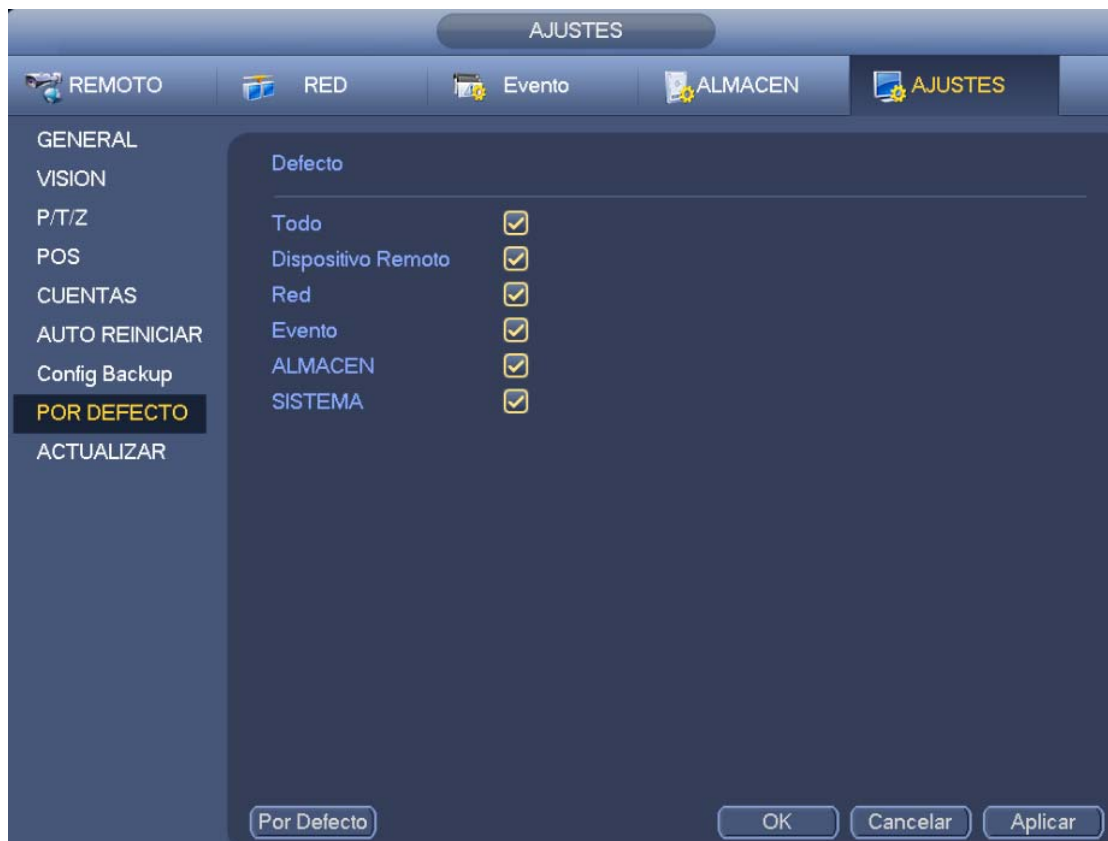 AJUSTES
REMOTO
RED
Evento
ALMACEN
AJUSTES
GENERAL
VISION
P/T/Z
POS
CUENTAS
AUTO REINICIAR
Config Backup
POR DEFECTO
ACTUALIZAR
Defecto
Todo
Dispositivo Remoto
Red
Evento
ALMACEN
SISTEMA
Por Defecto
OK
Cancelar
Aplicar